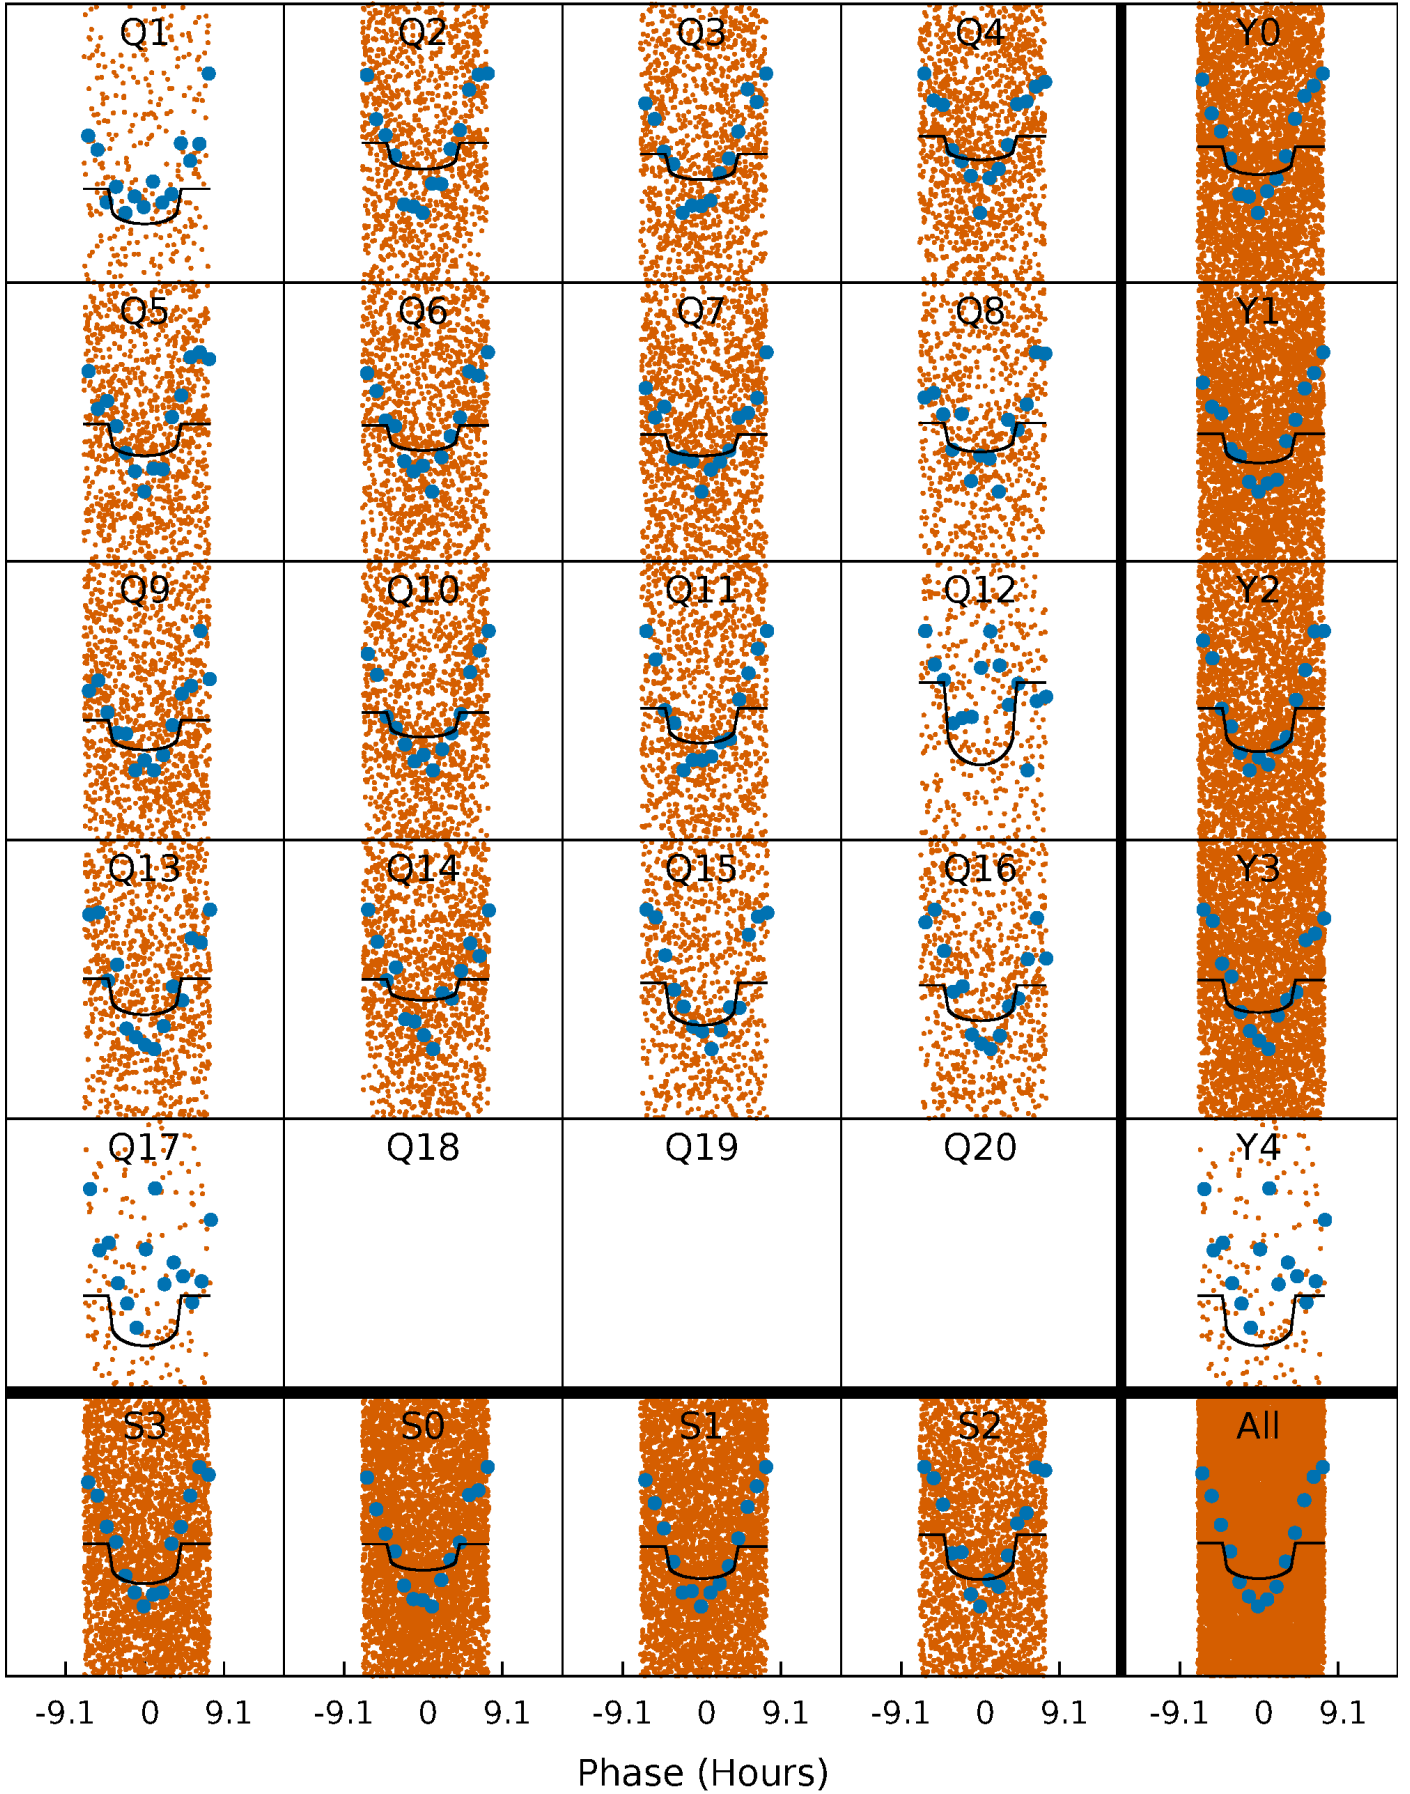 Q1 Q2 Q3 Q4 Y0
Q5 Q6 Q7 Q8 Y1
Q9 Q10 Q11 Q12 Y2
Q13 Q14 Q15 Q16 Y3
Q17 Q18 Q19 Q20 Y4
S3 S0 S1 S2 All
-9.1 0 9.1 -9.1 0 9.1 -9.1 0 9.1 -9.1 0 9.1 -9.1 0 9.1
Phase (Hours)